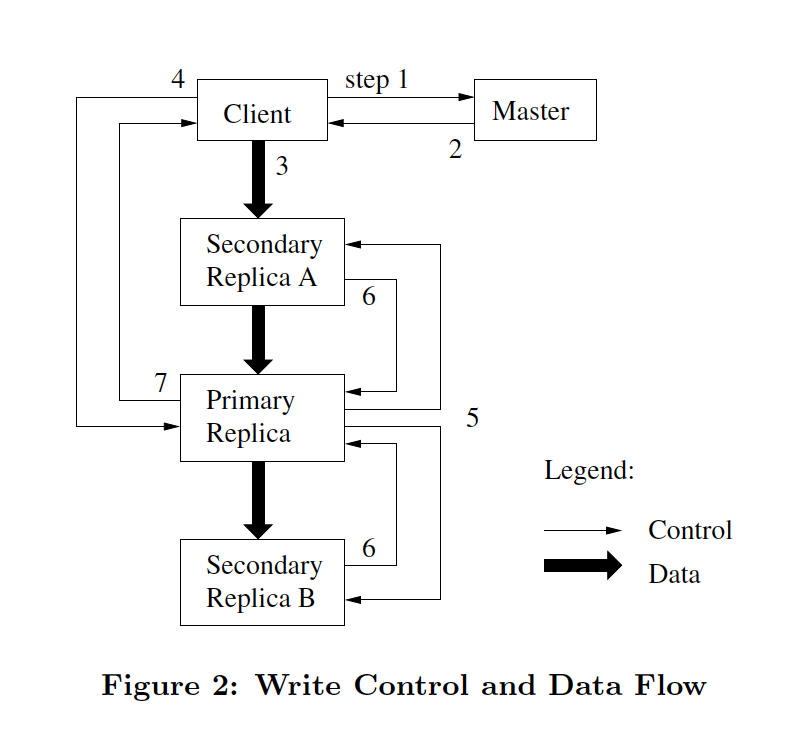 4
step 1
Client
Master
2
3
Secondary
Replica A
6
7
Primary
Replica
5
Legend:
Control
Data
6
Secondary
Replica B
Figure 2: Write Control and Data Flow